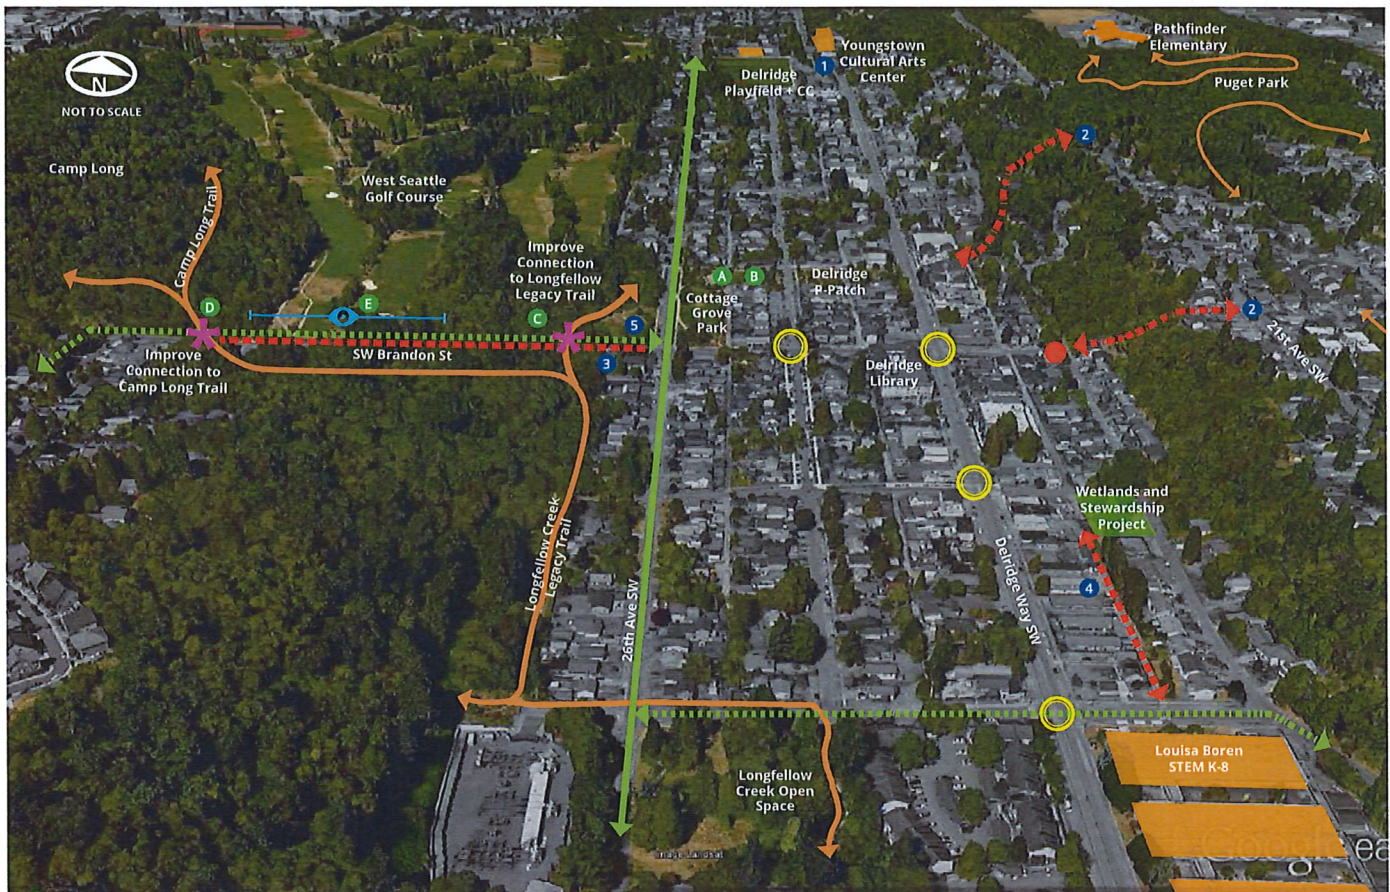 N
NOT TO SCALE
Camp Long
Camp Long Trail
West Seattle
Golf Course
Improve
Connection
to Longfellow
Legacy Trail
Delridge
Playfield + CC
1
Youngstown
Cultural Arts
Center
Pathfinder
Elementary
Puget Park
2
A
B
Delridge
P-Patch
Cottage
Grove
Park
D
E
C
5
SW Brandon St
3
Improve
Connection to
Camp Long Trail
Delridge
Library
2
21st Ave SW
Wetlands and
Stewardship
Project
4
Longfellow Creek
Legacy Trail
26th Ave SW
Delridge Way SW
Longfellow
Creek Open
Space
Louisa Boren
STEM K-8
Image Landsat